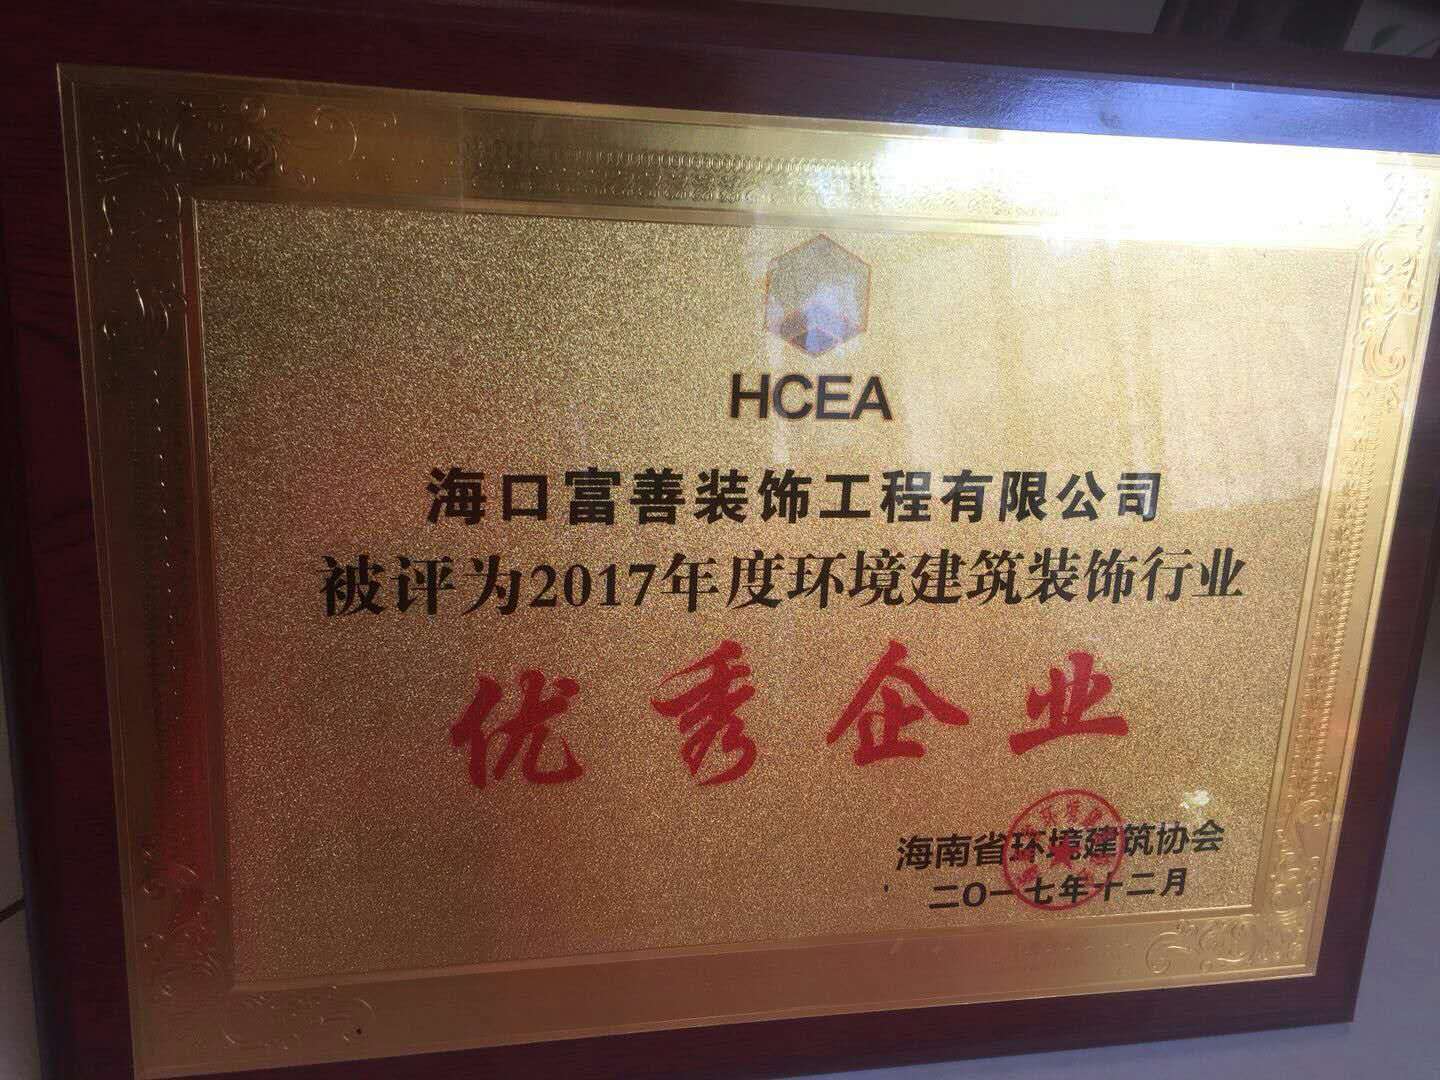 HCEA
海口富善装饰工程有限公司
被评为2017年度环境建筑装饰行业
优秀企业
海南省环境建筑协会
二〇一七年十二月